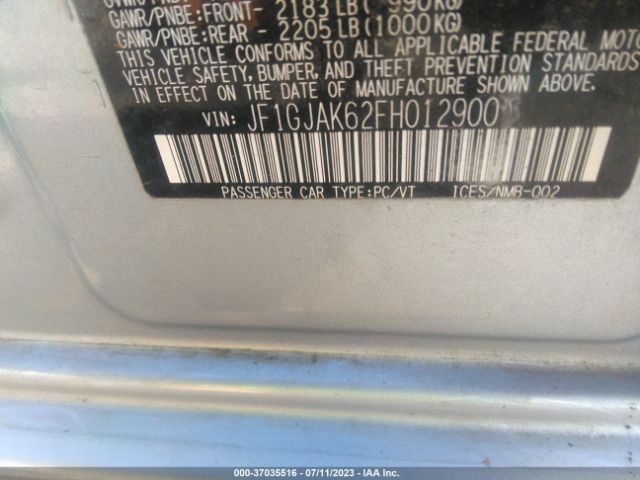 GAWR/PNBE:FRONT- 2183 LB( 990KG)
GAWR/PNBE:REAR - 2205 LB(1000KG)
THIS VEHICLE CONFORMS TO ALL APPLICABLE FEDERAL MOTO
VEHICLE SAFETY, BUMPER, AND THEFT PREVENTION STANDARDS
IN EFFECT ON THE DATE OF MANUFACTURE SHOWN ABOVE.
VIN: JF1GJAK62FH012900
PASSENGER CAR TYPE:PC/VT ICES/NMB-002
000-37035516 - 07/11/2023 - IAA Inc.